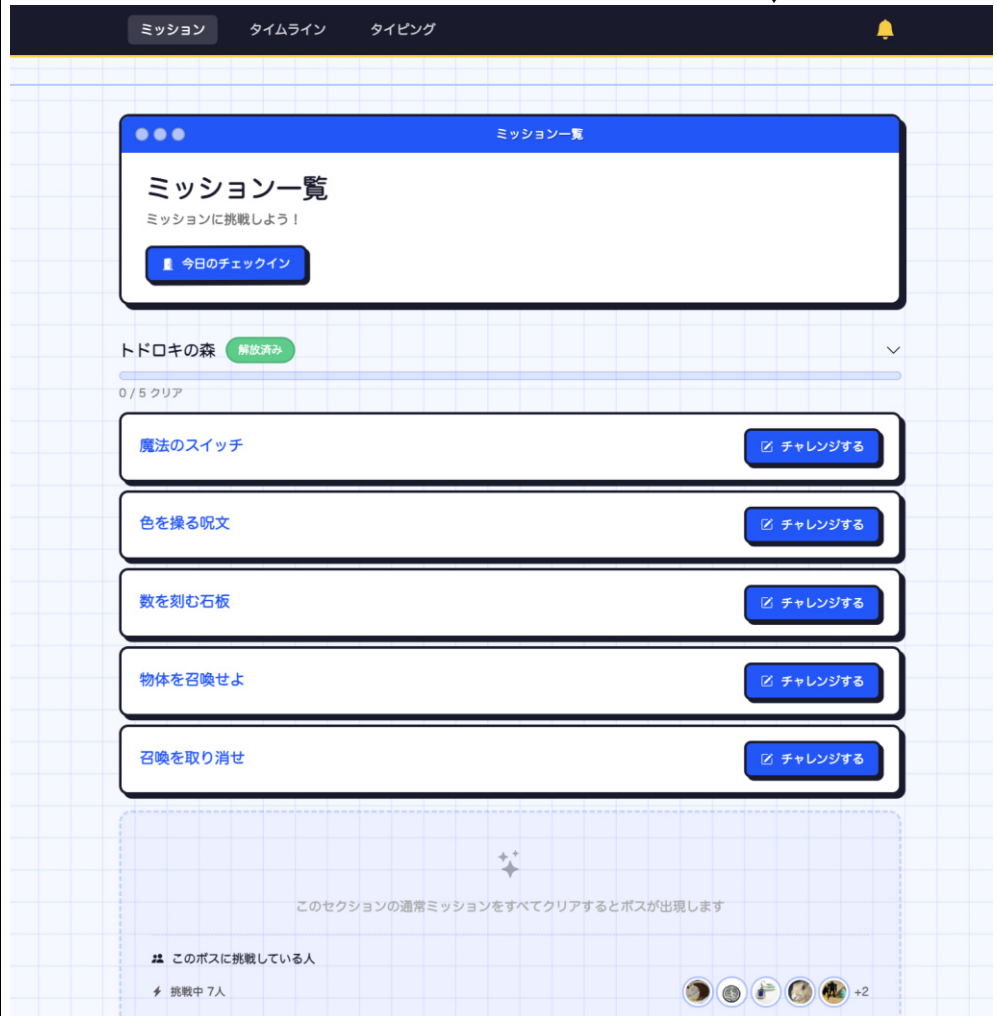 ミッション タイムライン タイピング
ミッション一覧
ミッション一覧
ミッションに挑戦しよう！
今日のチェックイン
トドロキの森 解放済み
0 / 5 クリア
魔法のスイッチ チャレンジする
色を操る呪文 チャレンジする
数を刻む石板 チャレンジする
物体を召喚せよ チャレンジする
召喚を取り消せ チャレンジする
このセクションの通常ミッションをすべてクリアするとボスが出現します
このボスに挑戦している人
挑戦中 7人 +2